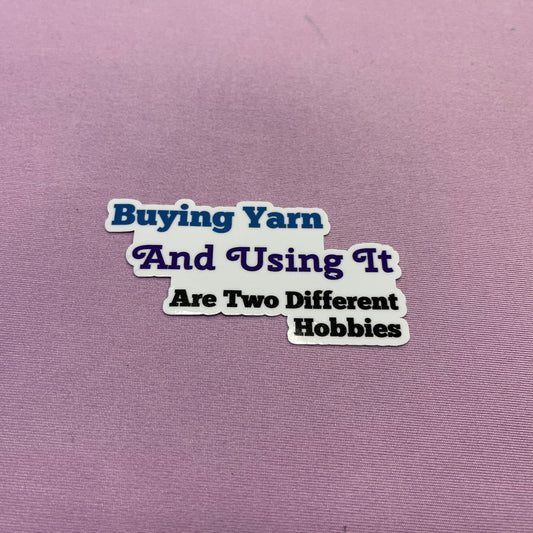 Buying Yarn
And Using It
Are Two Different
Hobbies